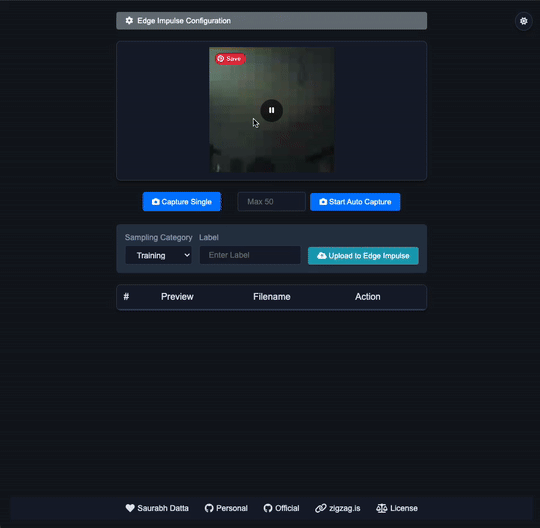 Edge Impulse Configuration
Save
Capture Single
Max 50
Start Auto Capture
Sampling Category Label
Training
Enter Label
Upload to Edge Impulse
# Preview Filename Action
Saurabh Datta Personal Official zigzag.is License